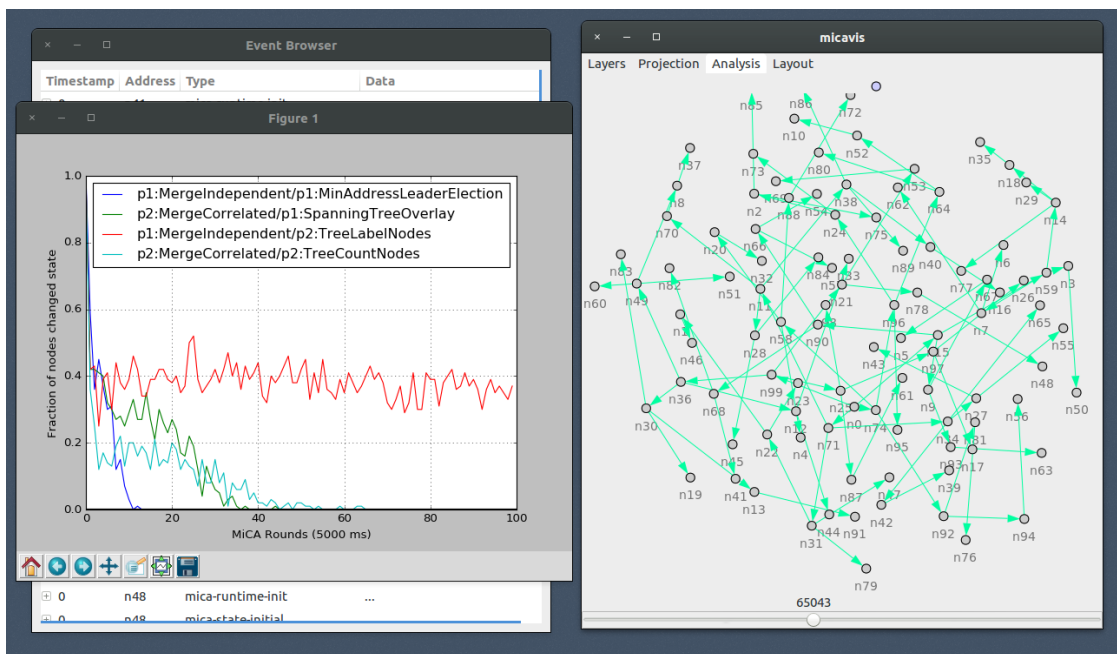 Event Browser
Timestamp Address Type Data
Figure 1
1.0
0.8
0.6
0.4
0.2
0.0
Fraction of nodes changed state
p1:MergeIndependent/p1:MinAddressLeaderElection
p2:MergeCorrelated/p1:SpanningTreeOverlay
p1:MergeIndependent/p2:TreeLabelNodes
p2:MergeCorrelated/p2:TreeCountNodes
0 20 40 60 80 100
MiCA Rounds (5000 ms)
0 n48 mica-runtime-init ...
0 n48 mica-state-initial
micavis
Layers Projection Analysis Layout
n85 n86 n72
n10
n52
n37 n73 n80 n35
n69 n53 n18
n8 n2 n88 n54 n38 n62 n64 n29
n14
n70 n24 n75
n20 n66 n6
n83 n32 n84 n33 n89 n40
n82 n51 n5 n77 n59 n3
n60 n49 n11 n21 n78 n67 n26
n16
n1 n58 n90 n96 n7 n65
n46 n28 n43 n5 n15 n55
n97
n36 n99 n23 n61 n48
n68 n25 n9 n50
n30 n12 n0 n74 n27 n56
n45 n22 n4 n71 n95 n31
n93 n17 n63
n19 n41 n87 n47 n39
n13 n44 n91 n42
n31 n92 n94
n76
n79
65043